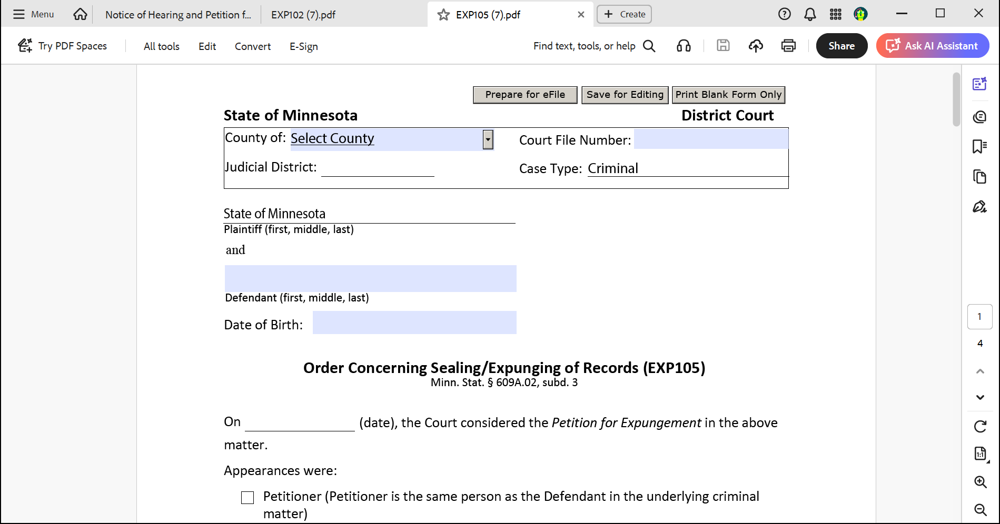 Menu
Notice of Hearing and Petition f...
EXP102 (7).pdf
EXP105 (7).pdf
Create
Try PDF Spaces
All tools
Edit
Convert
E-Sign
Find text, tools, or help
Share
Ask AI Assistant
Prepare for eFile
Save for Editing
Print Blank Form Only
State of Minnesota
District Court
County of: Select County
Court File Number:
Judicial District:
Case Type: Criminal
State of Minnesota
Plaintiff (first, middle, last)
and
Defendant (first, middle, last)
Date of Birth:
Order Concerning Sealing/Expunging of Records (EXP105)
Minn. Stat. § 609A.02, subd. 3
On (date), the Court considered the Petition for Expungement in the above
matter.
Appearances were:
Petitioner (Petitioner is the same person as the Defendant in the underlying criminal
matter)
1
4
1:1